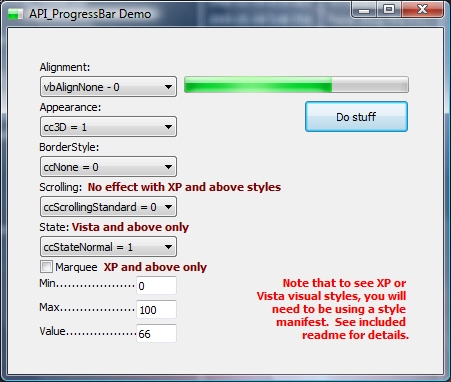 API_ProgressBar Demo
Alignment:
vbAlignNone - 0
Do stuff
Appearance:
cc3D = 1
BorderStyle:
ccNone = 0
Scrolling: No effect with XP and above styles
ccScrollingStandard = 0
State: Vista and above only
ccStateNormal = 1
Marquee XP and above only
Min.................. 0
Max.................. 100
Value................ 66
Note that to see XP or
Vista visual styles, you will
need to be using a style
manifest. See included
readme for details.